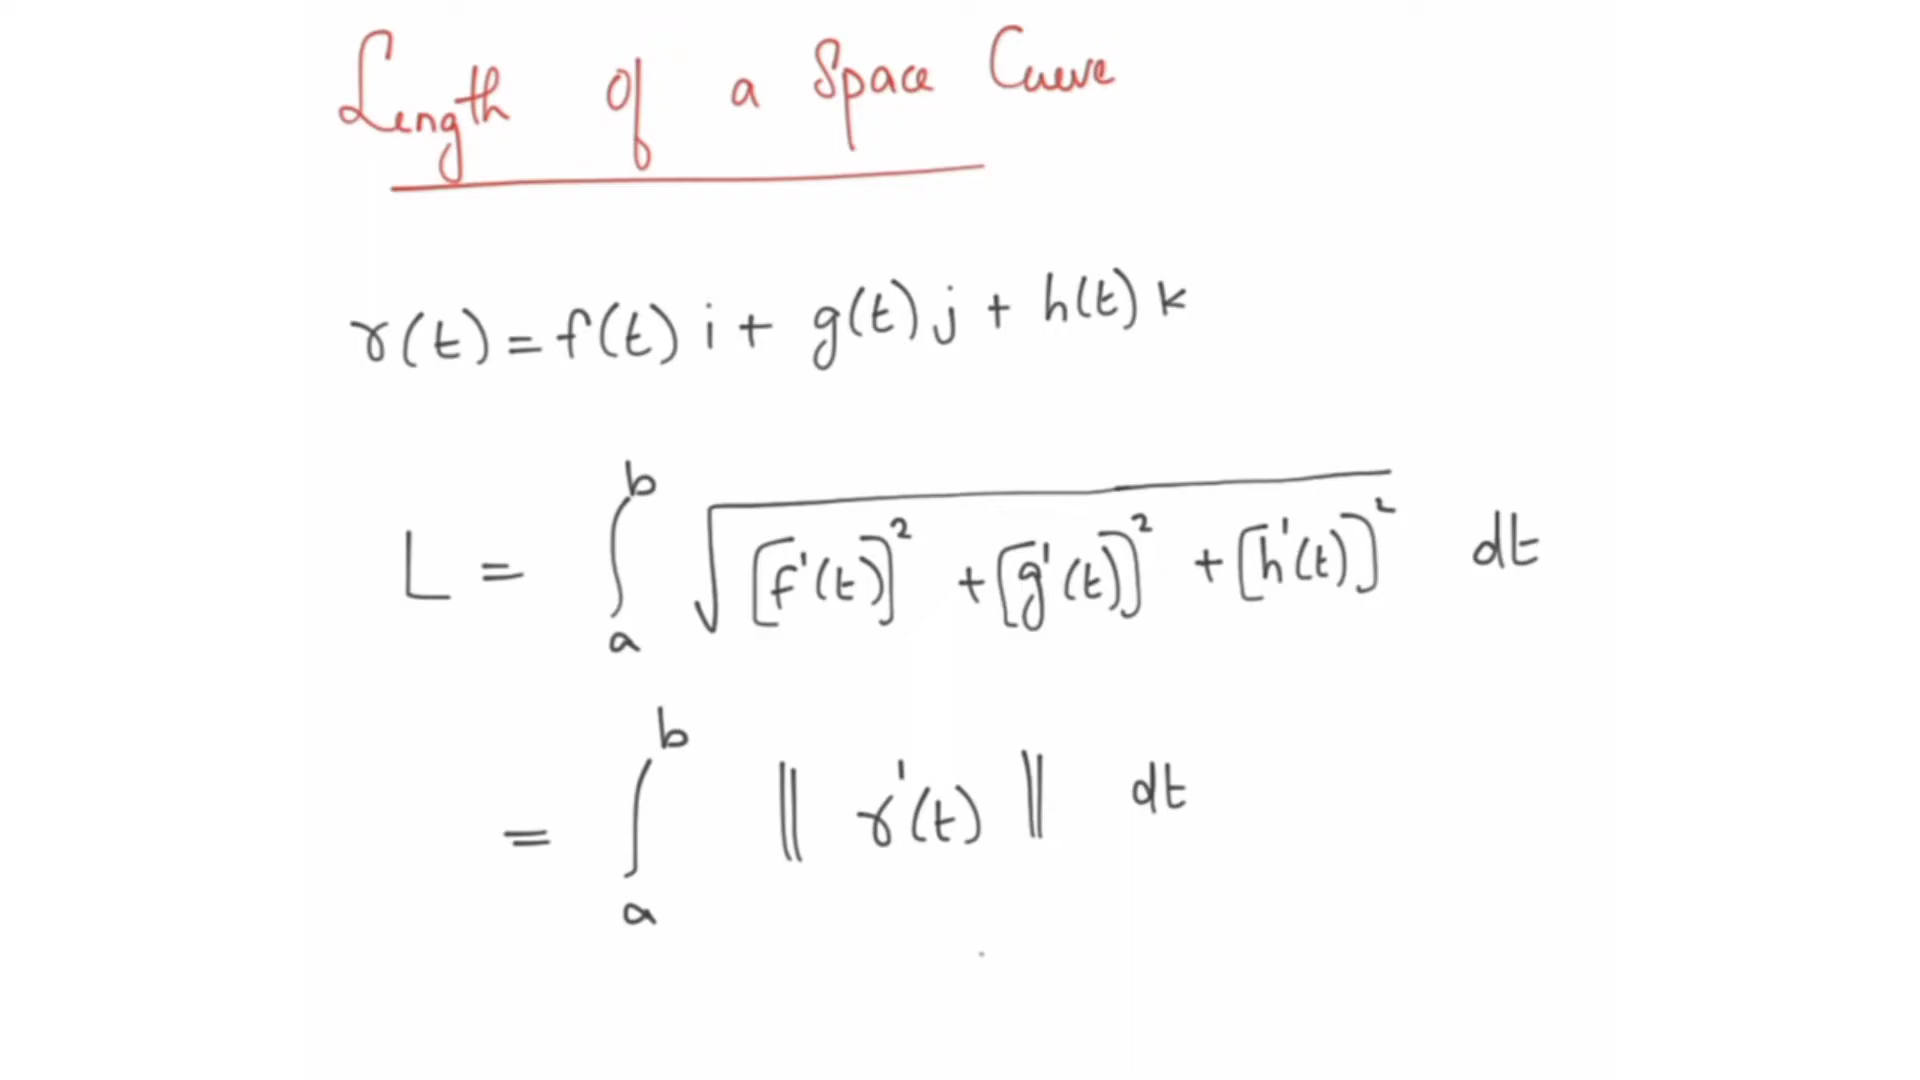 Length of a Space Curve
r(t) = f(t) i + g(t) j + h(t) k
L = ∫_a^b √([f'(t)]² + [g'(t)]² + [h'(t)]²) dt
= ∫_a^b ‖ r'(t) ‖ dt